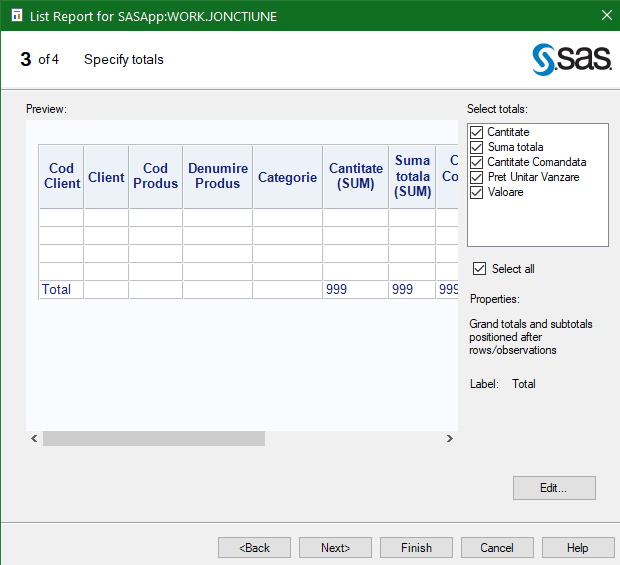 List Report for SASApp:WORK.JONCTIUNE
3 of 4 Specify totals
sas
Preview:
Cod Client
Client
Cod Produs
Denumire Produs
Categorie
Cantitate (SUM)
Suma totala (SUM)
C
Co
Total 999 999 999
Select totals:
Cantitate
Suma totala
Cantitate Comandata
Pret Unitar Vanzare
Valoare
Select all
Properties:
Grand totals and subtotals
positioned after
rows/observations
Label: Total
Edit...
<Back Next> Finish Cancel Help